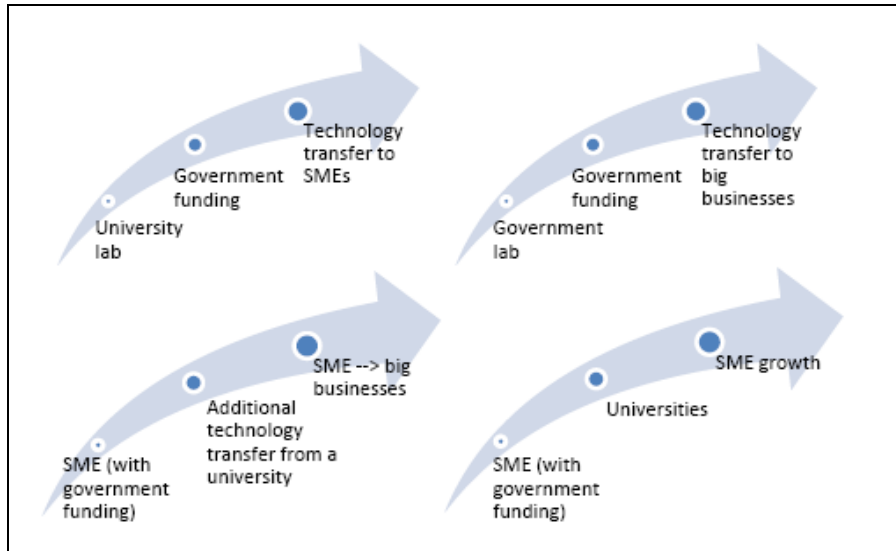 Technology
transfer to
SMEs
Government
funding
University
lab
Technology
transfer to
big
businesses
Government
funding
Government
lab
SME --> big
businesses
Additional
technology
transfer from a
university
SME (with
government
funding)
SME growth
Universities
SME (with
government
funding)